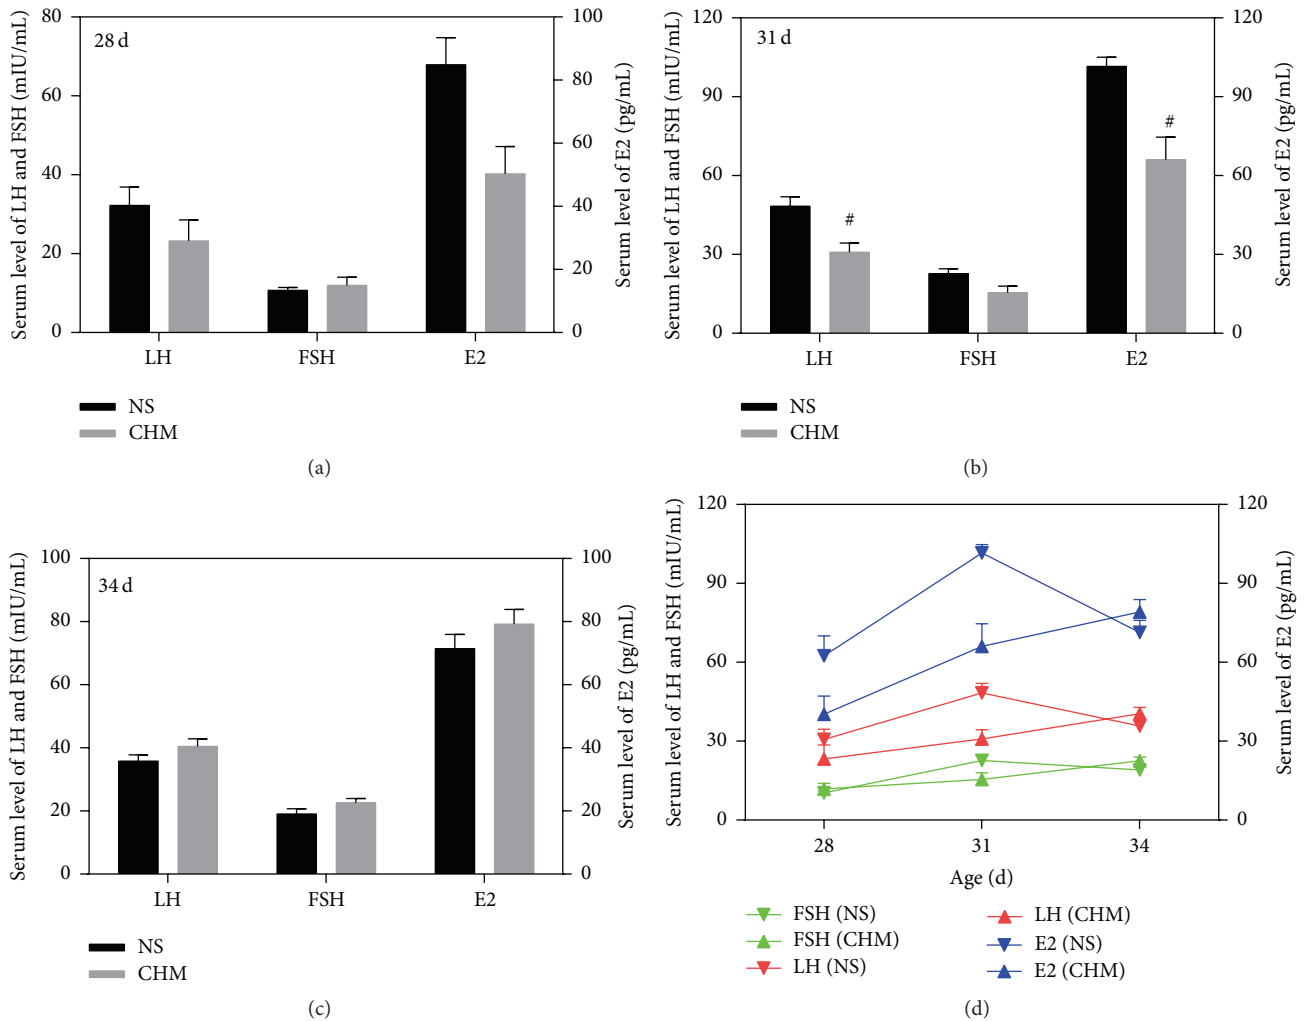 Serum level of LH and FSH (mIU/mL)
80
60
40
20
0
28 d
100
80
60
40
20
0
Serum level of E2 (pg/mL)
LH
FSH
E2
NS
CHM
(a)
Serum level of LH and FSH (mIU/mL)
120
90
60
30
0
31 d
#
#
120
90
60
30
0
Serum level of E2 (pg/mL)
LH
FSH
E2
NS
CHM
(b)
Serum level of LH and FSH (mIU/mL)
100
80
60
40
20
0
34 d
100
80
60
40
20
0
Serum level of E2 (pg/mL)
LH
FSH
E2
NS
CHM
(c)
Serum level of LH and FSH (mIU/mL)
120
90
60
30
0
120
90
60
30
0
Serum level of E2 (pg/mL)
28
31
34
Age (d)
FSH (NS)
FSH (CHM)
LH (NS)
LH (CHM)
E2 (NS)
E2 (CHM)
(d)